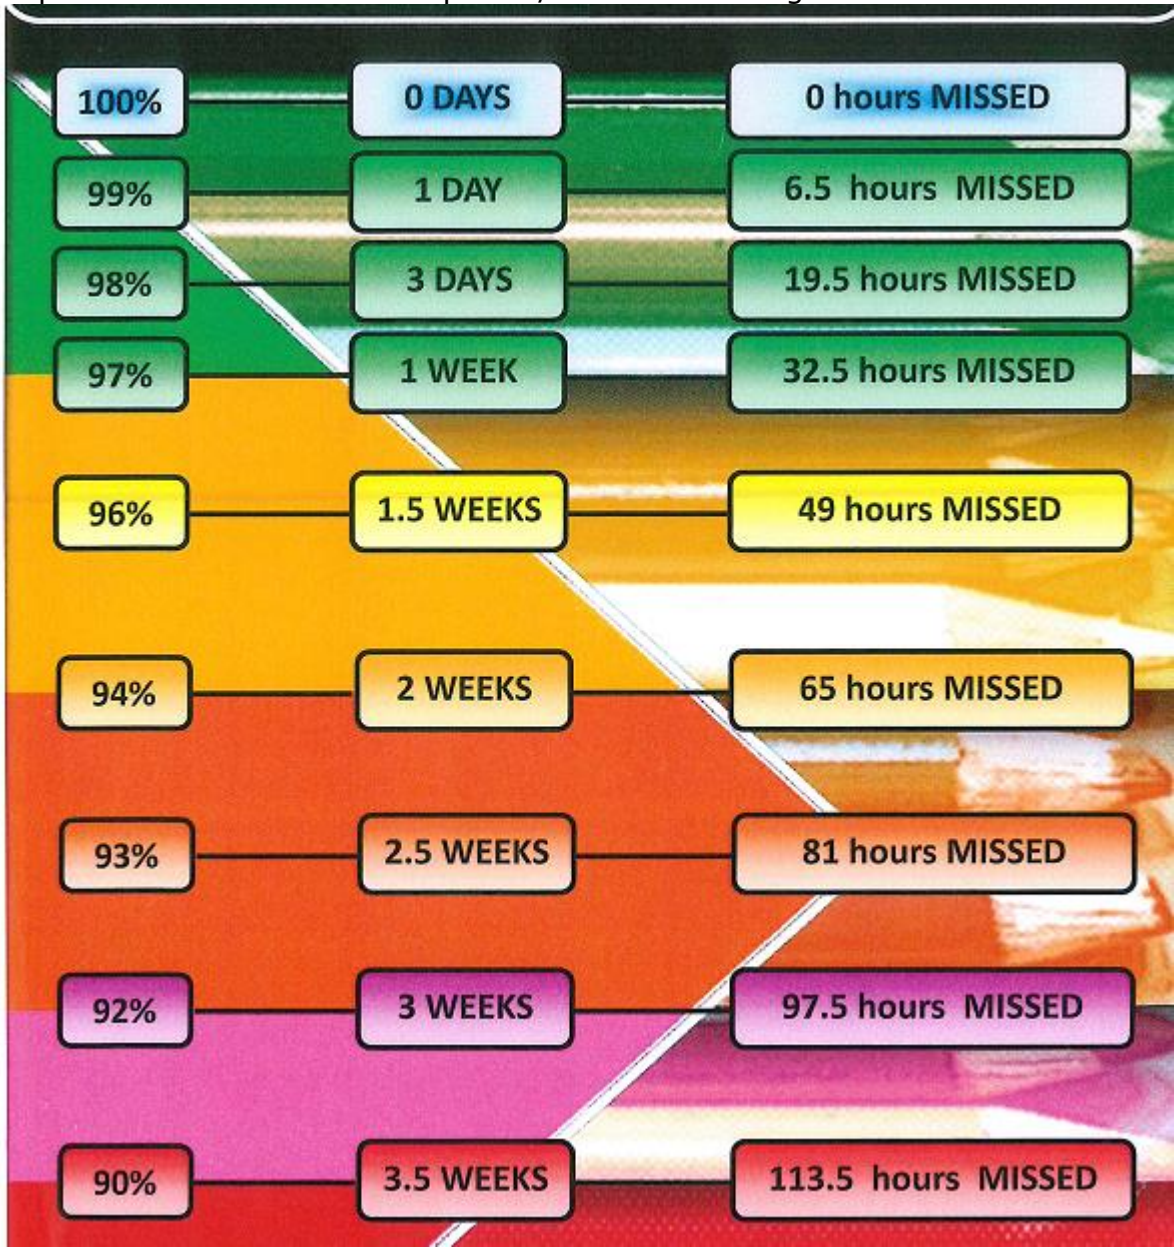 100% 0 DAYS 0 hours MISSED
99% 1 DAY 6.5 hours MISSED
98% 3 DAYS 19.5 hours MISSED
97% 1 WEEK 32.5 hours MISSED
96% 1.5 WEEKS 49 hours MISSED
94% 2 WEEKS 65 hours MISSED
93% 2.5 WEEKS 81 hours MISSED
92% 3 WEEKS 97.5 hours MISSED
90% 3.5 WEEKS 113.5 hours MISSED